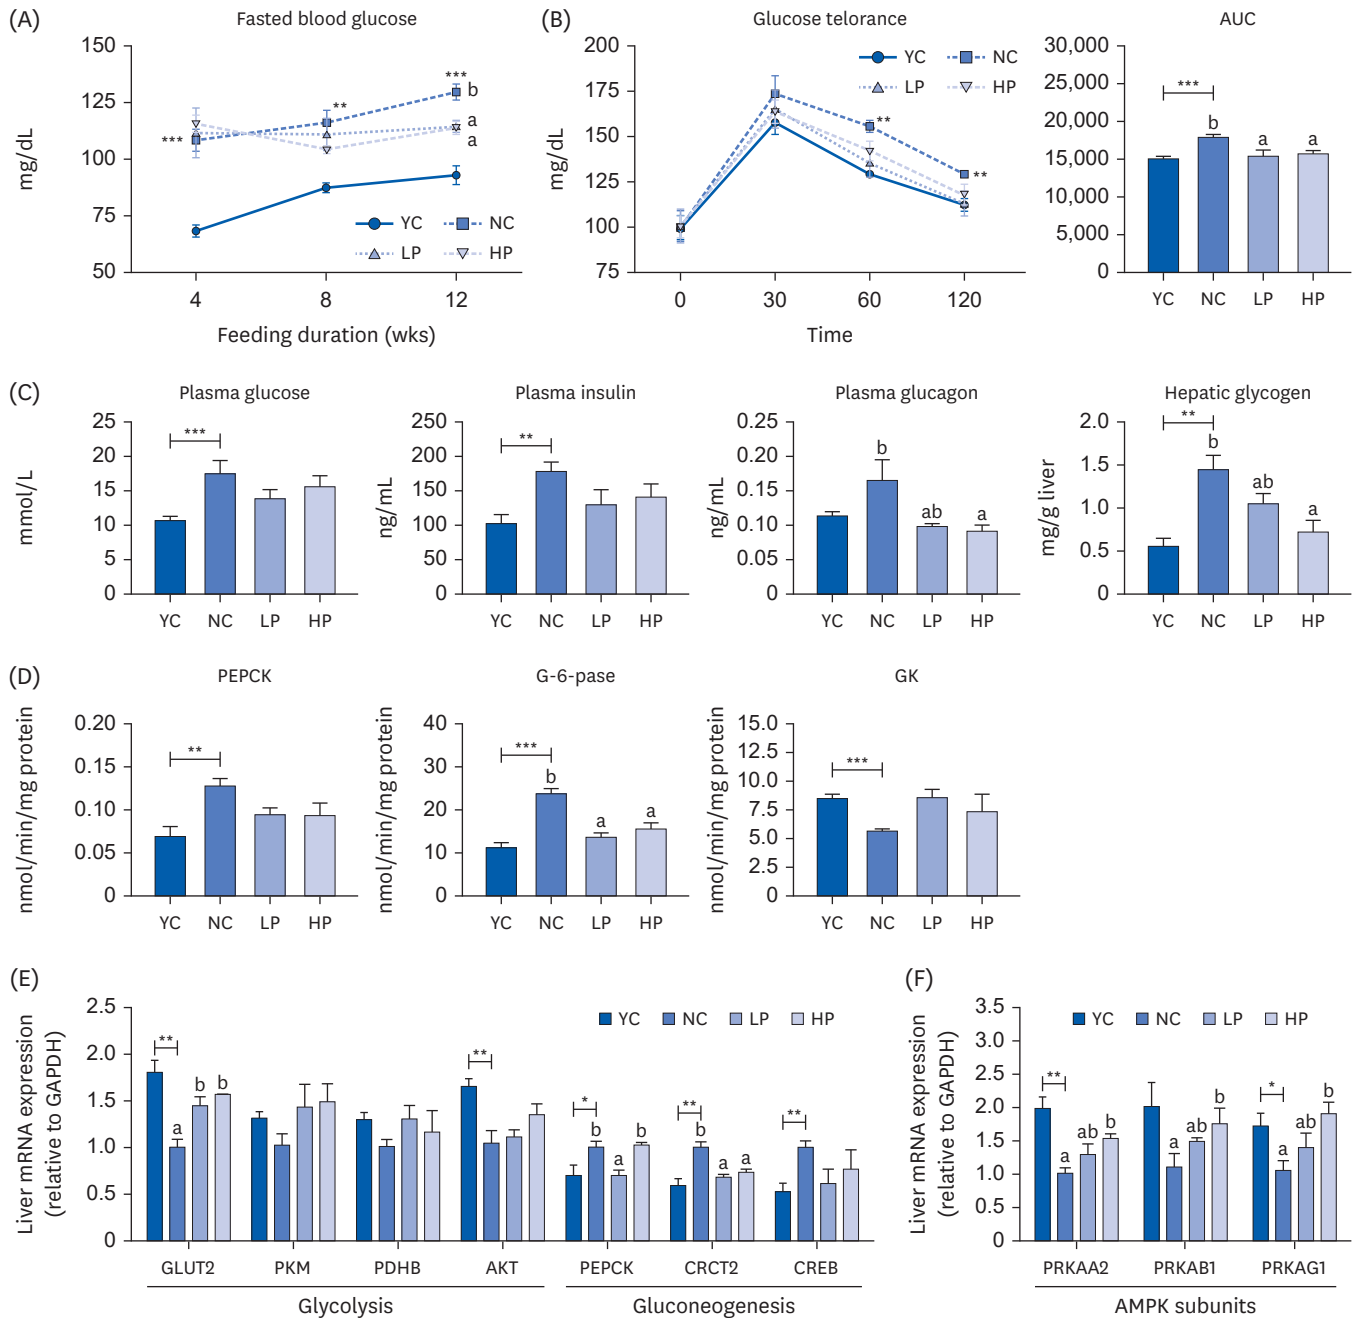 (A)
Fasted blood glucose
mg/dL
150
125
100
75
50
***
**
***
b
a
a
YC
NC
LP
HP
4 8 12
Feeding duration (wks)
(B)
Glucose telorance
mg/dL
200
175
150
125
100
75
YC
NC
LP
HP
**
**
0 30 60 120
Time
AUC
30,000
25,000
20,000
15,000
10,000
5,000
0
***
b
a
a
YC NC LP HP
(C)
Plasma glucose
mmol/L
25
20
15
10
5
0
***
YC NC LP HP
Plasma insulin
ng/mL
250
200
150
100
50
0
**
YC NC LP HP
Plasma glucagon
ng/mL
0.25
0.20
0.15
0.10
0.05
0
b
ab
a
YC NC LP HP
Hepatic glycogen
mg/g liver
2.0
1.5
1.0
0.5
0
**
b
ab
a
YC NC LP HP
(D)
PEPCK
nmol/min/mg protein
0.20
0.15
0.10
0.05
0
**
YC NC LP HP
G-6-pase
nmol/min/mg protein
40
30
20
10
0
***
b
a
a
YC NC LP HP
GK
nmol/min/mg protein
15.0
12.5
10.0
7.5
5.0
2.5
0
***
YC NC LP HP
(E)
Liver mRNA expression
(relative to GAPDH)
2.5
2.0
1.5
1.0
0.5
0
YC NC LP HP
**
a
b
b
**
*
b
a
b
**
b
a
a
**
GLUT2 PKM PDHB AKT PEPCK CRCT2 CREB
Glycolysis Gluconeogenesis
(F)
Liver mRNA expression
(relative to GAPDH)
3.5
3.0
2.5
2.0
1.5
1.0
0.5
0
YC NC LP HP
**
a
ab
b
a
ab
b
*
a
ab
b
PRKAA2 PRKAB1 PRKAG1
AMPK subunits